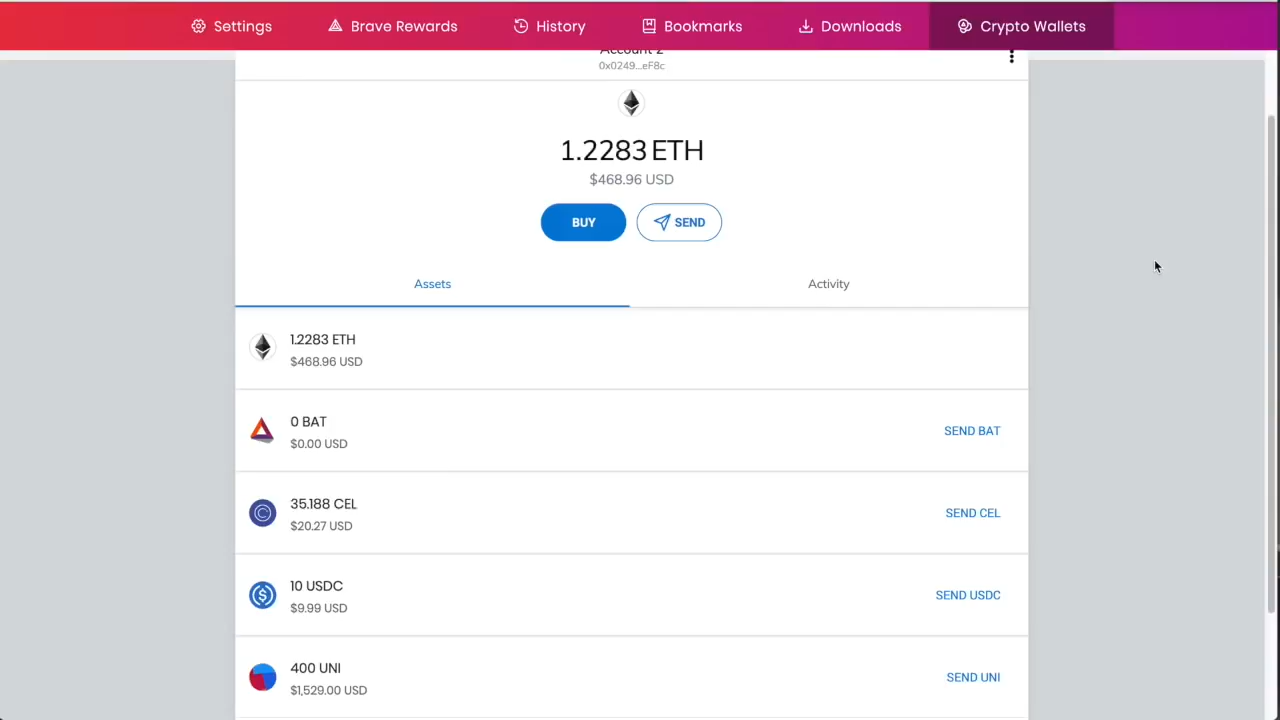 Settings
Brave Rewards
History
Bookmarks
Downloads
Crypto Wallets
Account 2
0x0249...eF8c
1.2283 ETH
$468.96 USD
BUY
SEND
Assets
Activity
1.2283 ETH
$468.96 USD
0 BAT
$0.00 USD
SEND BAT
35.188 CEL
$20.27 USD
SEND CEL
10 USDC
$9.99 USD
SEND USDC
400 UNI
$1,529.00 USD
SEND UNI